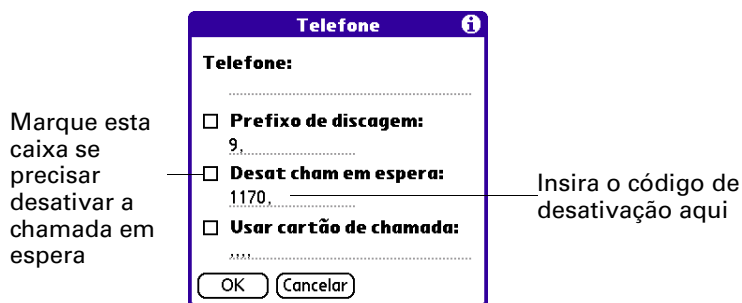 Telefone
Telefone:
Marque esta
caixa se
precisar
desativar a
chamada em
espera
Prefixo de discagem:
9,
Desat cham em espera:
1170,
Usar cartão de chamada:
,,,,
OK
Cancelar
Insira o código de
desativação aqui